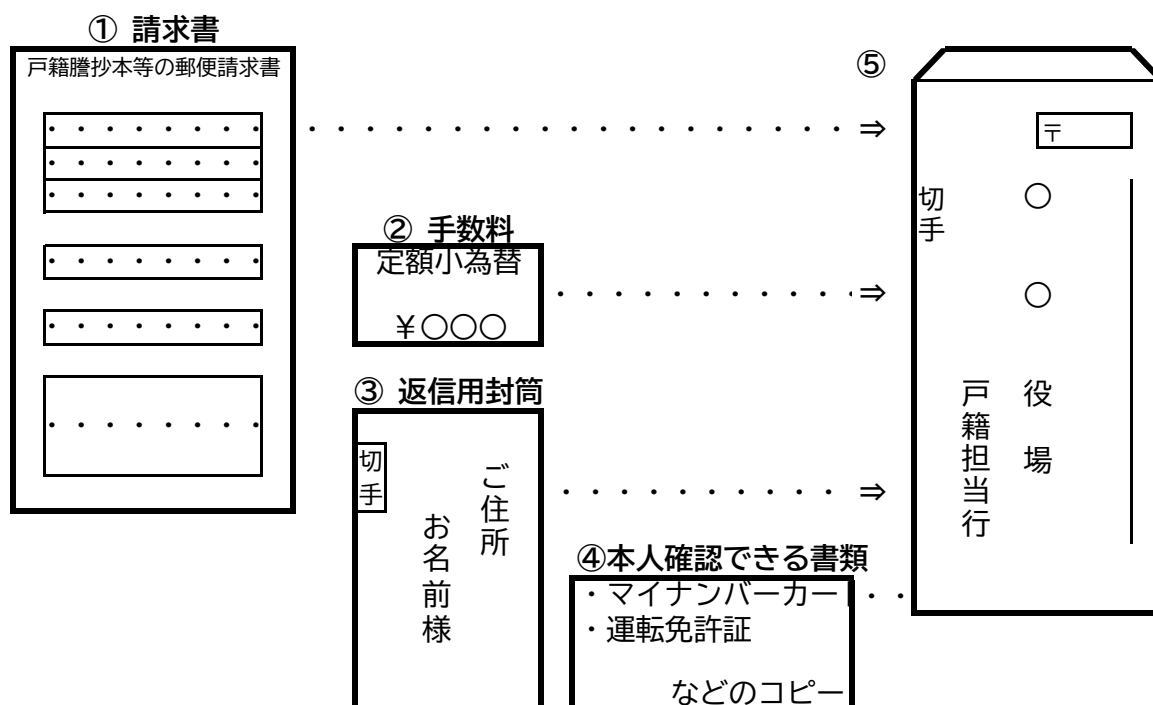 ① 請求書
戸籍謄抄本等の郵便請求書
・・・・・・・・
・・・・・・・・
・・・・・・・・
・・・・・・・・
・・・・・・・・
・・・・・・・・
・・・・・・・・・・・・・・・・・・・⇒
② 手数料
定額小為替
¥○○○
・・・・・・・・・・・⇒
③ 返信用封筒
切手
ご住所
お名前様
・・・・・・・・・・⇒
④本人確認できる書類
・マイナンバーカード
・運転免許証
などのコピー
・・
⑤
〒
切手
○○役場
戸籍担当行